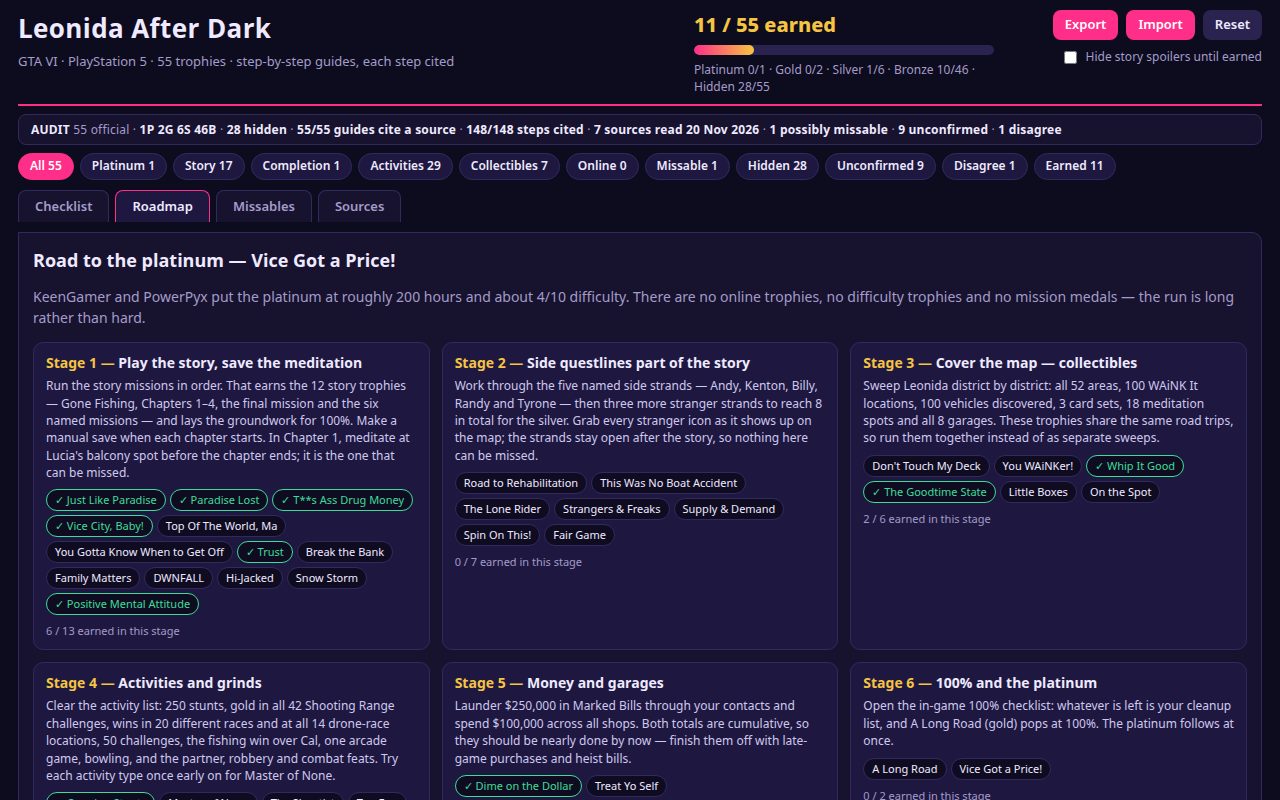 Leonida After Dark
GTA VI · PlayStation 5 · 55 trophies · step-by-step guides, each step cited
11 / 55 earned
Platinum 0/1 · Gold 0/2 · Silver 1/6 · Bronze 10/46 ·
Hidden 28/55
Export
Import
Reset
Hide story spoilers until earned
AUDIT 55 official · 1P 2G 6S 46B · 28 hidden · 55/55 guides cite a source · 148/148 steps cited · 7 sources read 20 Nov 2026 · 1 possibly missable · 9 unconfirmed · 1 disagree
All 55
Platinum 1
Story 17
Completion 1
Activities 29
Collectibles 7
Online 0
Missable 1
Hidden 28
Unconfirmed 9
Disagree 1
Earned 11
Checklist
Roadmap
Missables
Sources
Road to the platinum — Vice Got a Price!
KeenGamer and PowerPyx put the platinum at roughly 200 hours and about 4/10 difficulty. There are no online trophies, no difficulty trophies and no mission medals — the run is long
rather than hard.
Stage 1 — Play the story, save the meditation
Run the story missions in order. That earns the 12 story trophies
— Gone Fishing, Chapters 1–4, the final mission and the six
named missions — and lays the groundwork for 100%. Make a
manual save when each chapter starts. In Chapter 1, meditate at
Lucia's balcony spot before the chapter ends; it is the one that
can be missed.
✓ Just Like Paradise
✓ Paradise Lost
✓ T**s Ass Drug Money
✓ Vice City, Baby!
Top Of The World, Ma
You Gotta Know When to Get Off
✓ Trust
Break the Bank
Family Matters
DWNFALL
Hi-Jacked
Snow Storm
✓ Positive Mental Attitude
6 / 13 earned in this stage
Stage 2 — Side questlines part of the story
Work through the five named side strands — Andy, Kenton, Billy,
Randy and Tyrone — then three more stranger strands to reach 8
in total for the silver. Grab every stranger icon as it shows up on
the map; the strands stay open after the story, so nothing here
can be missed.
Road to Rehabilitation
This Was No Boat Accident
The Lone Rider
Strangers & Freaks
Supply & Demand
Spin On This!
Fair Game
0 / 7 earned in this stage
Stage 3 — Cover the map — collectibles
Sweep Leonida district by district: all 52 areas, 100 WAiNK It
locations, 100 vehicles discovered, 3 card sets, 18 meditation
spots and all 8 garages. These trophies share the same road trips,
so run them together instead of as separate sweeps.
Don't Touch My Deck
You WAiNKer!
✓ Whip It Good
✓ The Goodtime State
Little Boxes
On the Spot
2 / 6 earned in this stage
Stage 4 — Activities and grinds
Clear the activity list: 250 stunts, gold in all 42 Shooting Range
challenges, wins in 20 different races and at all 14 drone-race
locations, 50 challenges, the fishing win over Cal, one arcade
game, bowling, and the partner, robbery and combat feats. Try
each activity type once early on for Master of None.
Stage 5 — Money and garages
Launder $250,000 in Marked Bills through your contacts and
spend $100,000 across all shops. Both totals are cumulative, so
they should be nearly done by now — finish them off with late-
game purchases and heist bills.
✓ Dime on the Dollar
Treat Yo Self
Stage 6 — 100% and the platinum
Open the in-game 100% checklist: whatever is left is your cleanup
list, and A Long Road (gold) pops at 100%. The platinum follows at
once.
A Long Road
Vice Got a Price!
0 / 2 earned in this stage